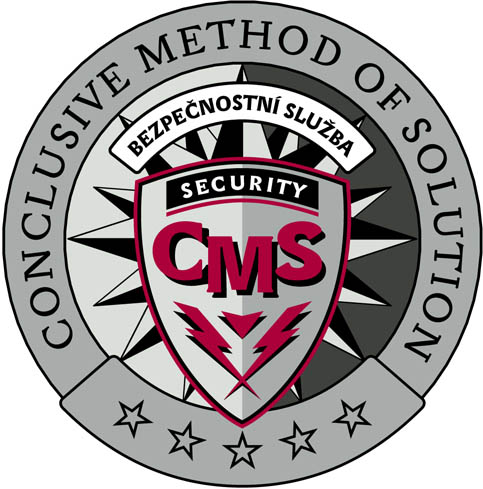 CONCLUSIVE METHOD OF SOLUTION
BEZPEČNOSTNÍ SLUŽBA
SECURITY
CMS